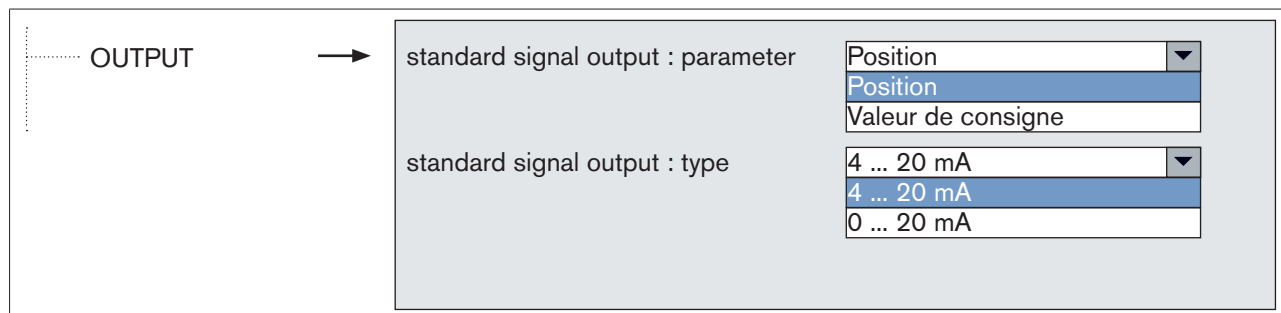 OUTPUT
standard signal output : parameter
Position
Position
Valeur de consigne
standard signal output : type
4 ... 20 mA
4 ... 20 mA
0 ... 20 mA